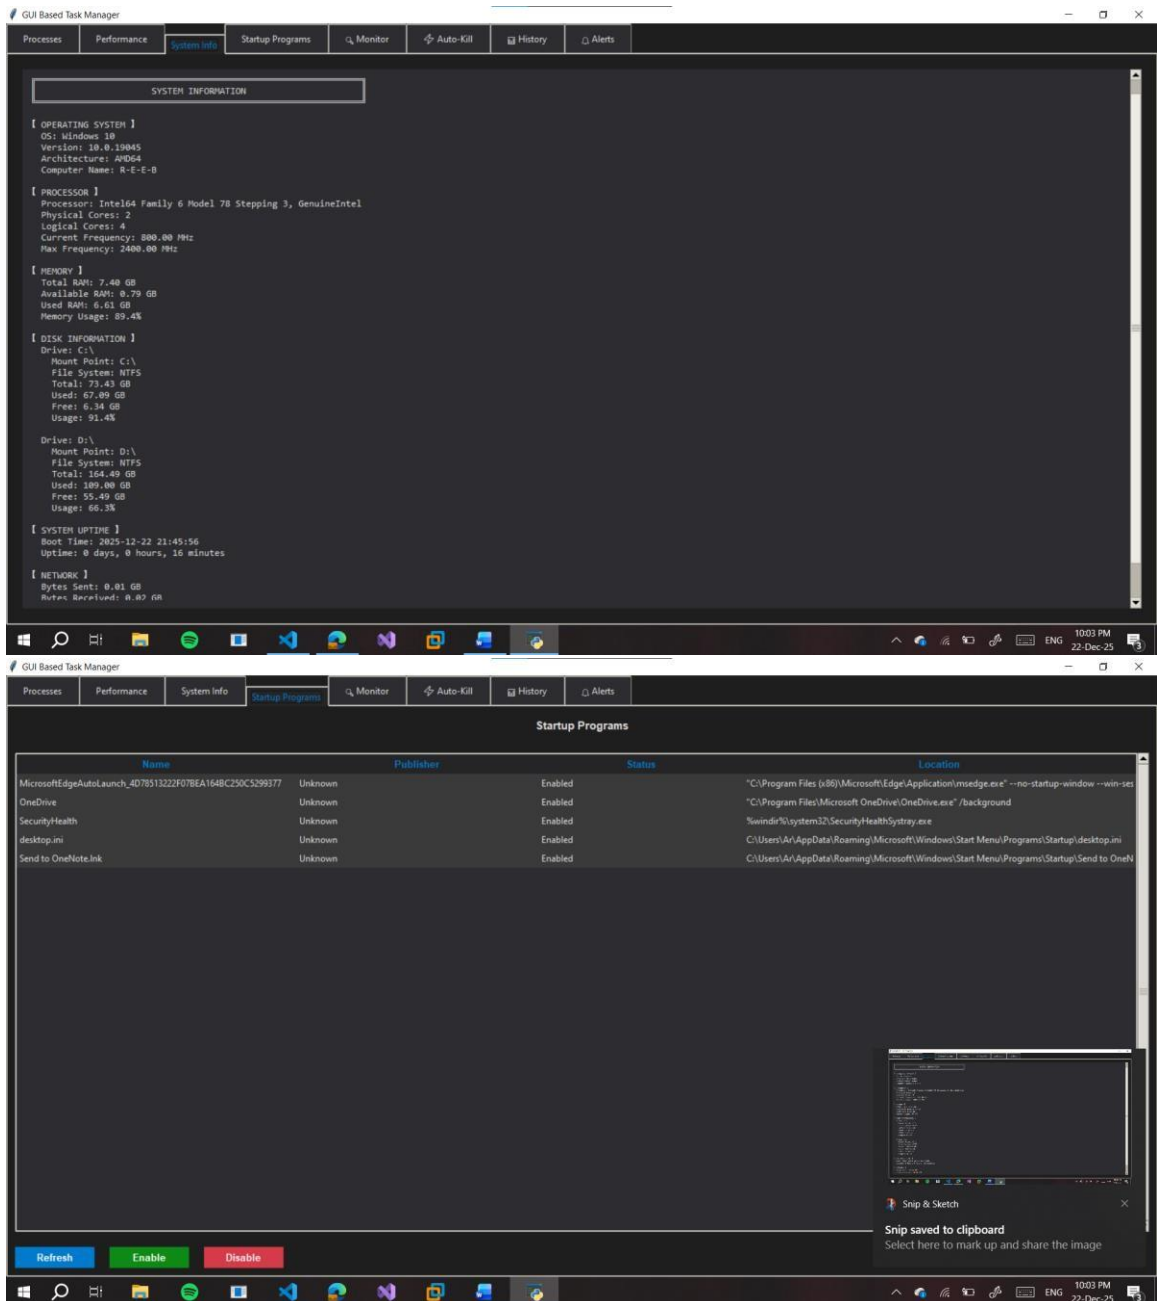 GUI Based Task Manager
Processes Performance System Info Startup Programs Monitor Auto-Kill History Alerts
SYSTEM INFORMATION
【 OPERATING SYSTEM 】
OS: Windows 10
Version: 10.0.19045
Architecture: AMD64
Computer Name: R-E-E-B
【 PROCESSOR 】
Processor: Intel64 Family 6 Model 78 Stepping 3, GenuineIntel
Physical Cores: 2
Logical Cores: 4
Current Frequency: 800.00 MHz
Max Frequency: 2400.00 MHz
【 MEMORY 】
Total RAM: 7.40 GB
Available RAM: 0.79 GB
Used RAM: 6.61 GB
Memory Usage: 89.4%
【 DISK INFORMATION 】
Drive: C:\
Mount Point: C:\
File System: NTFS
Total: 73.43 GB
Used: 67.09 GB
Free: 6.34 GB
Usage: 91.4%
Drive: D:\
Mount Point: D:\
File System: NTFS
Total: 164.49 GB
Used: 109.00 GB
Free: 55.49 GB
Usage: 66.3%
【 SYSTEM UPTIME 】
Boot Time: 2025-12-22 21:45:56
Uptime: 0 days, 0 hours, 16 minutes
【 NETWORK 】
Bytes Sent: 0.01 GB
Bytes Received: 0.02 GB
ENG 10:03 PM
22-Dec-25 3
GUI Based Task Manager
Processes Performance System Info Startup Programs Monitor Auto-Kill History Alerts
Startup Programs
Name Publisher Status Location
MicrosoftEdgeAutoLaunch_4D78513222F07BEA164BC250C5299377 Unknown Enabled "C:\Program Files (x86)\Microsoft\Edge\Application\msedge.exe" --no-startup-window --win-ses
OneDrive Unknown Enabled "C:\Program Files\Microsoft OneDrive\OneDrive.exe" /background
SecurityHealth Unknown Enabled %windir%\system32\SecurityHealthSystray.exe
desktop.ini Unknown Enabled C:\Users\Ar\AppData\Roaming\Microsoft\Windows\Start Menu\Programs\Startup\desktop.ini
Send to OneNote.lnk Unknown Enabled C:\Users\Ar\AppData\Roaming\Microsoft\Windows\Start Menu\Programs\Startup\Send to OneN
Snip & Sketch
Snip saved to clipboard
Select here to mark up and share the image
Refresh Enable Disable
ENG 10:03 PM
22-Dec-25 3